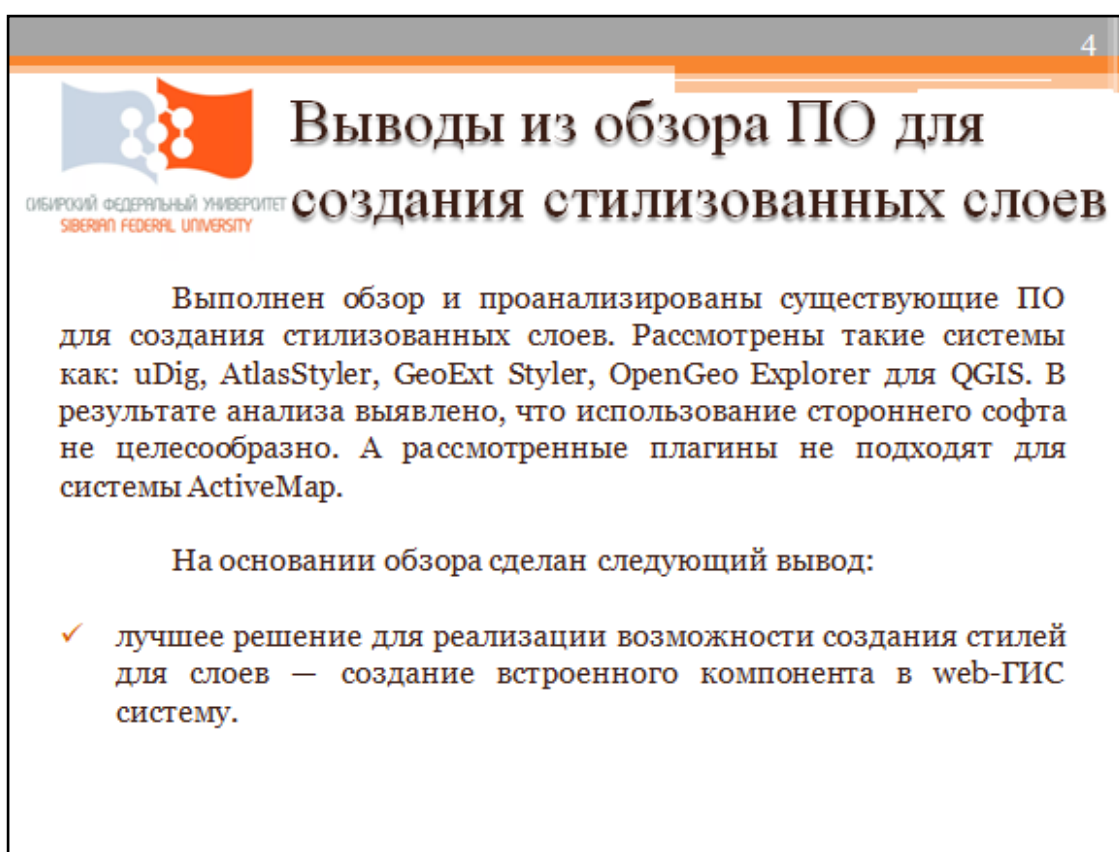 4
Выводы из обзора ПО для
создания стилизованных слоев
СИБИРСКИЙ ФЕДЕРАЛЬНЫЙ УНИВЕРСИТЕТ
SIBERIAN FEDERAL UNIVERSITY
Выполнен обзор и проанализированы существующие ПО
для создания стилизованных слоев. Рассмотрены такие системы
как: uDig, AtlasStyler, GeoExt Styler, OpenGeo Explorer для QGIS. В
результате анализа выявлено, что использование стороннего софта
не целесообразно. А рассмотренные плагины не подходят для
системы ActiveMap.
На основании обзора сделан следующий вывод:
✓ лучшее решение для реализации возможности создания стилей
для слоев — создание встроенного компонента в web-ГИС
систему.